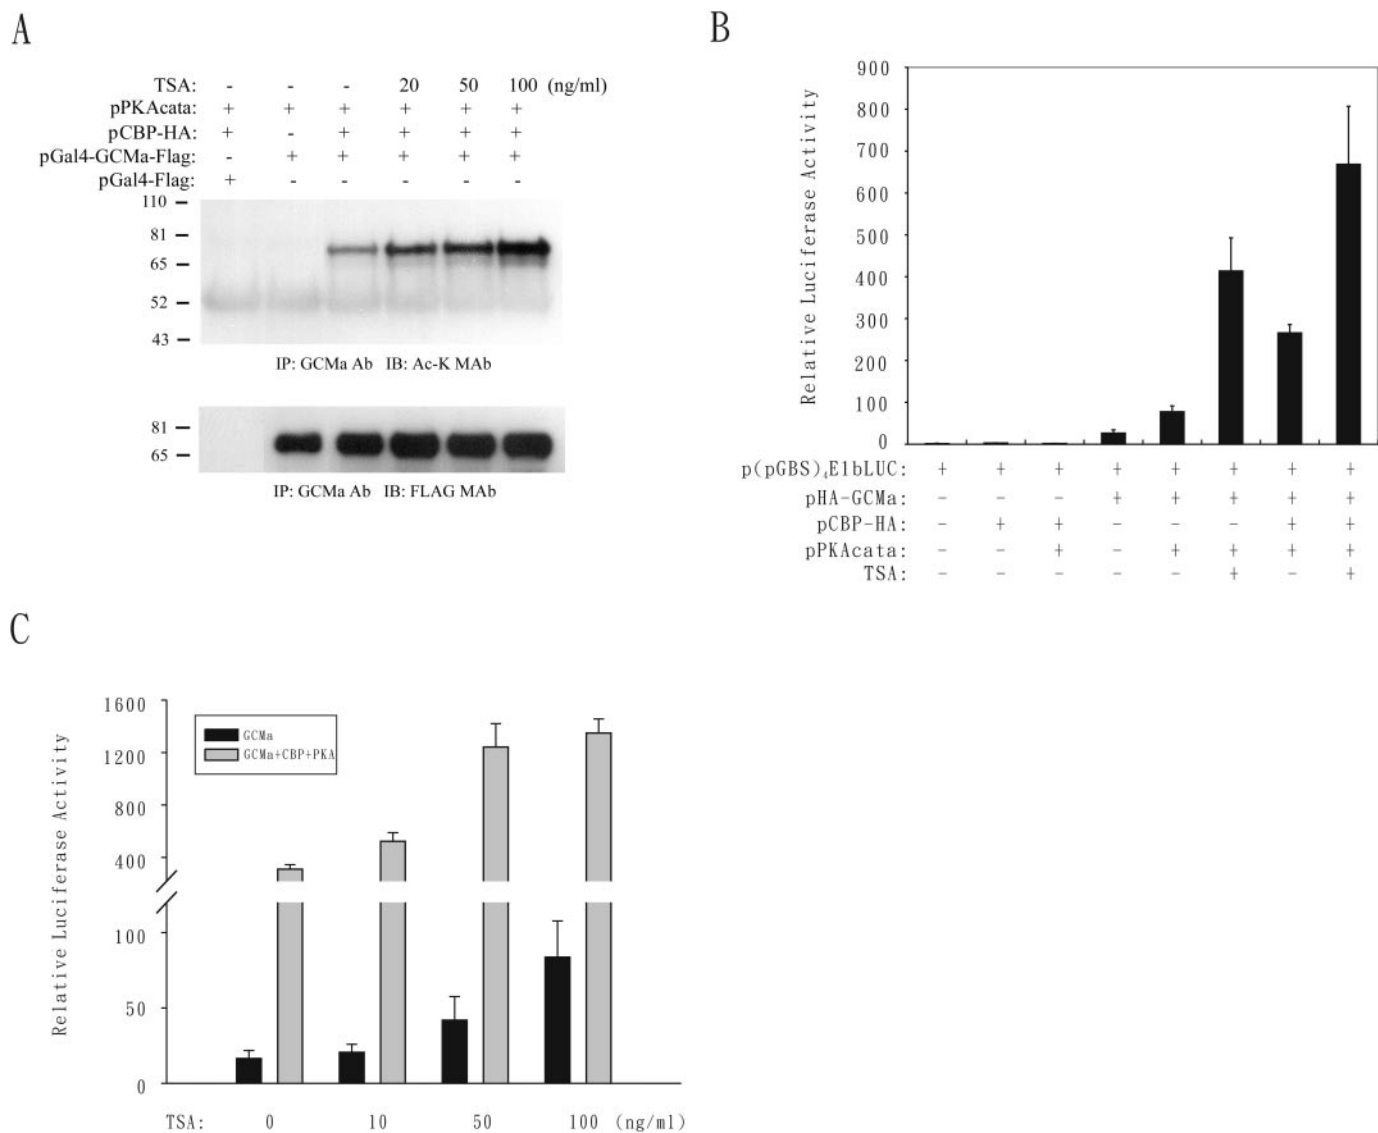 A
TSA: - - - 20 50 100 (ng/ml)
pPKAcata: + + + + + +
pCBP-HA: + - + + + +
pGal4-GCMa-Flag: - + + + + +
pGal4-Flag: + - - - - -
110
81
65
52
43
IP: GCMa Ab IB: Ac-K MAb
81
65
IP: GCMa Ab IB: FLAG MAb
B
Relative Luciferase Activity
900
800
700
600
500
400
300
200
100
0
p(pGBS)₄E1bLUC: + + + + + + + +
pHA-GCMa: - - - + + + + +
pCBP-HA: - + + - - - + +
pPKAcata: - - + - + + + +
TSA: - - - - - + - +
C
Relative Luciferase Activity
1600
1200
800
400
100
50
0
GCMa
GCMa+CBP+PKA
TSA: 0 10 50 100 (ng/ml)